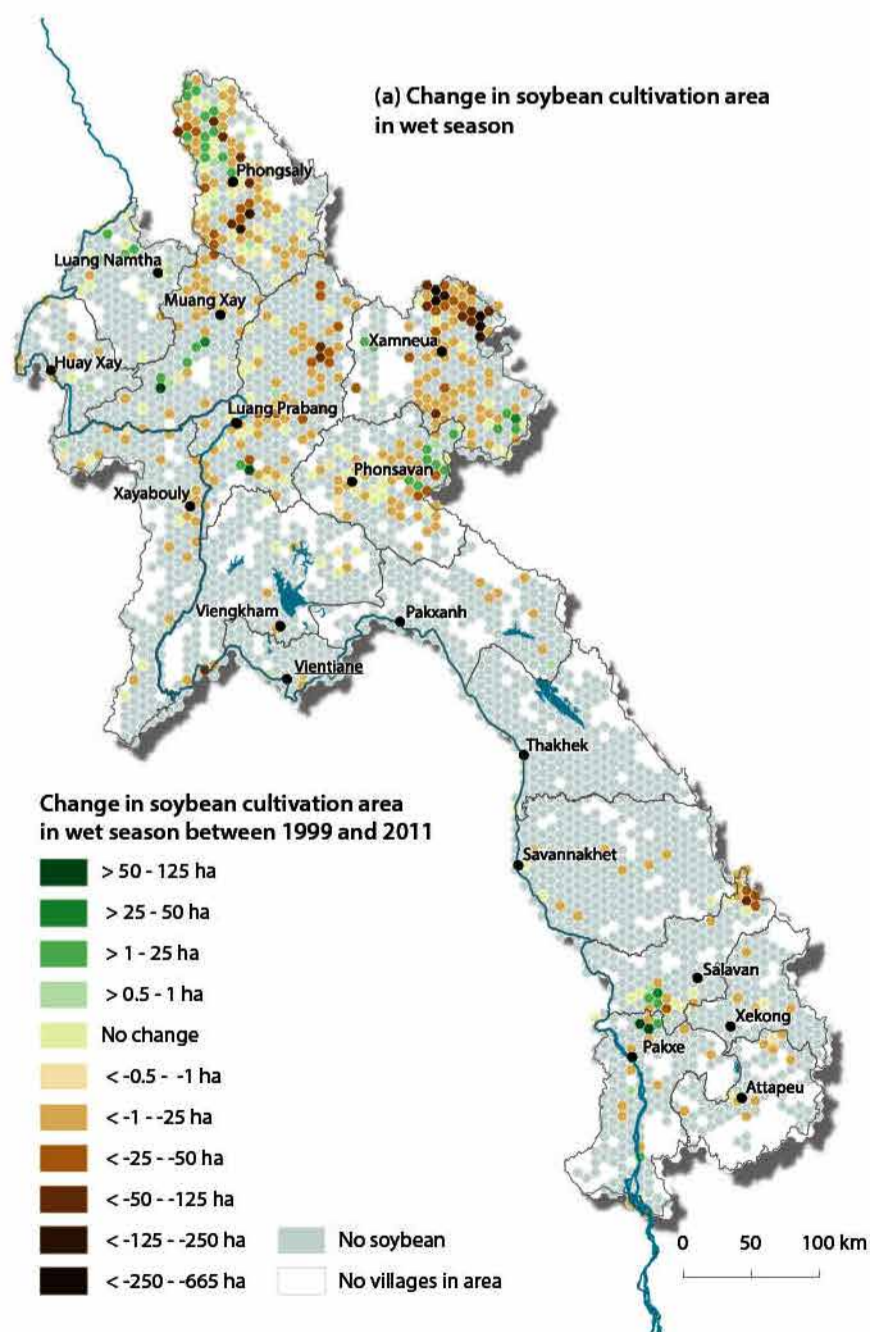 (a) Change in soybean cultivation area
in wet season
Phongsaly
Luang Namtha
Muang Xay
Xamneua
Huay Xay
Luang Prabang
Phonsavan
Xayabouly
Viengkham
Pakxanh
Vientiane
Thakhek
Change in soybean cultivation area
in wet season between 1999 and 2011
Savannakhet
> 50 - 125 ha
> 25 - 50 ha
> 1 - 25 ha
> 0.5 - 1 ha
No change
< -0.5 - -1 ha
< -1 - -25 ha
< -25 - -50 ha
< -50 - -125 ha
< -125 - -250 ha
< -250 - -665 ha
No soybean
No villages in area
Salavan
Xekong
Pakxe
Attapeu
0 50 100 km